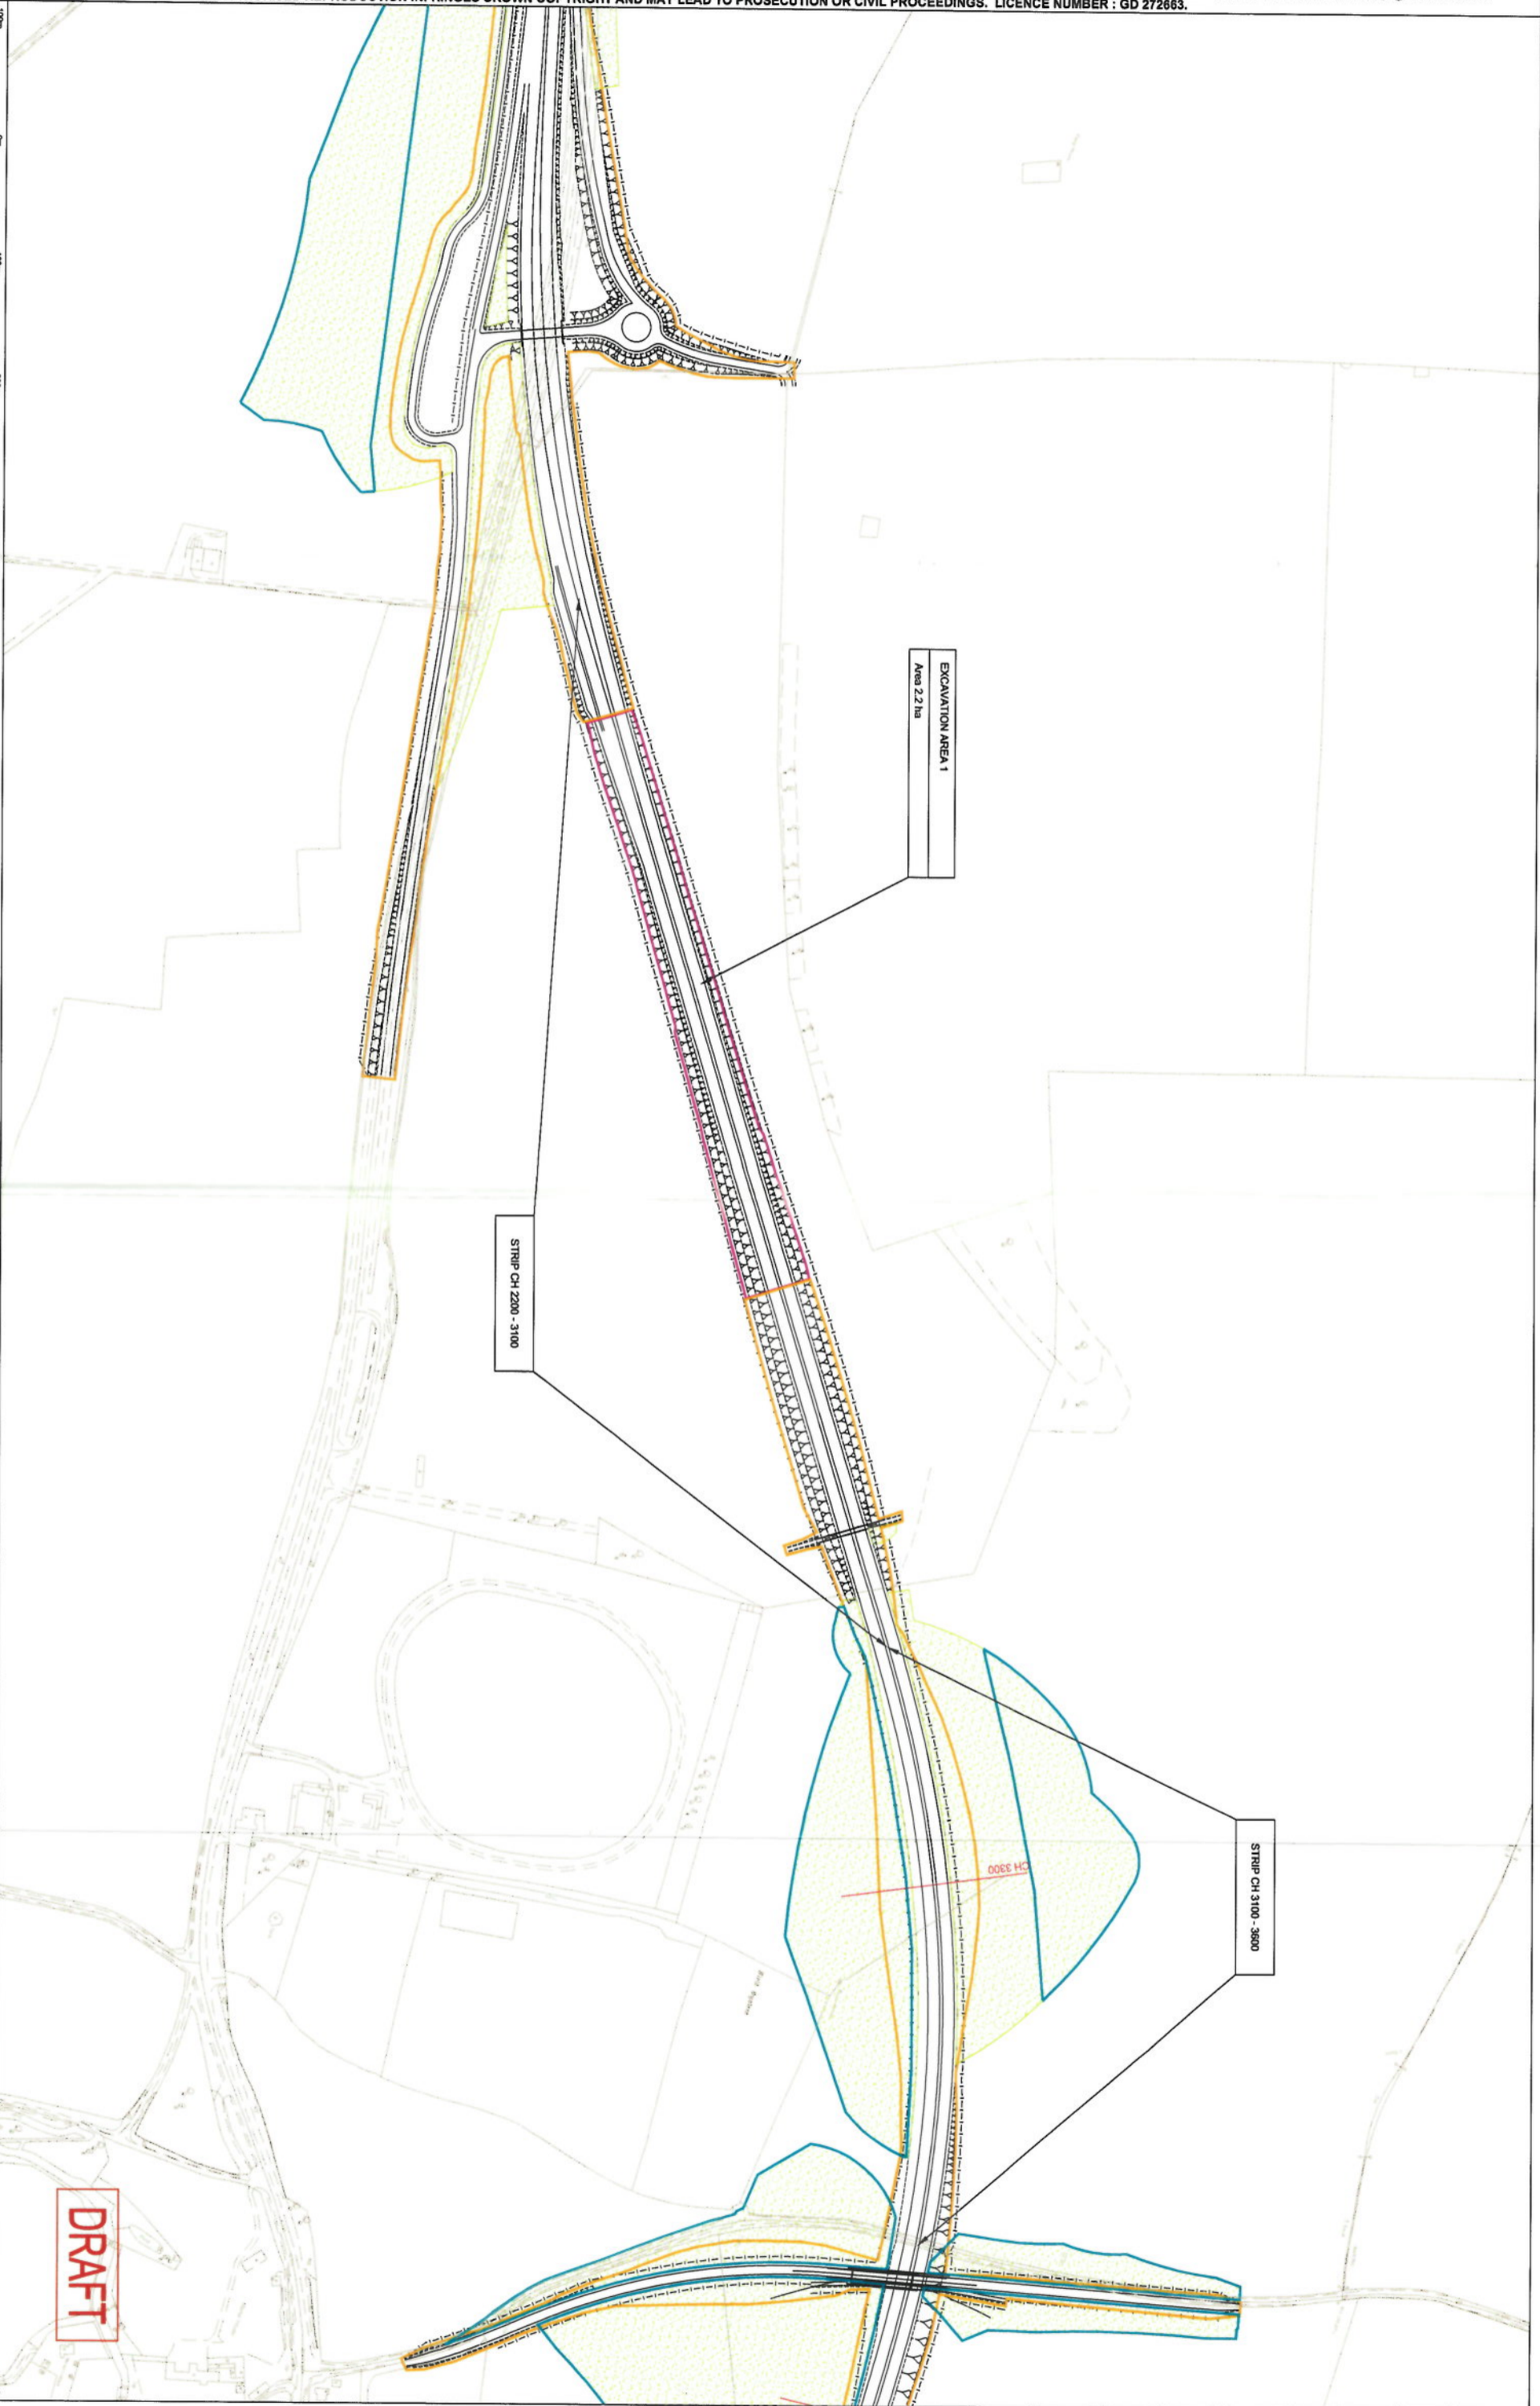 REPRODUCTION INFRINGES CROWN COPYRIGHT AND MAY LEAD TO PROSECUTION OR CIVIL PROCEEDINGS. LICENCE NUMBER : GD 272663.
EXCAVATION AREA 1
Area 2.2 ha
STRIP CH 2200 - 3100
STRIP CH 3100 - 3600
CH 3300
DRAFT